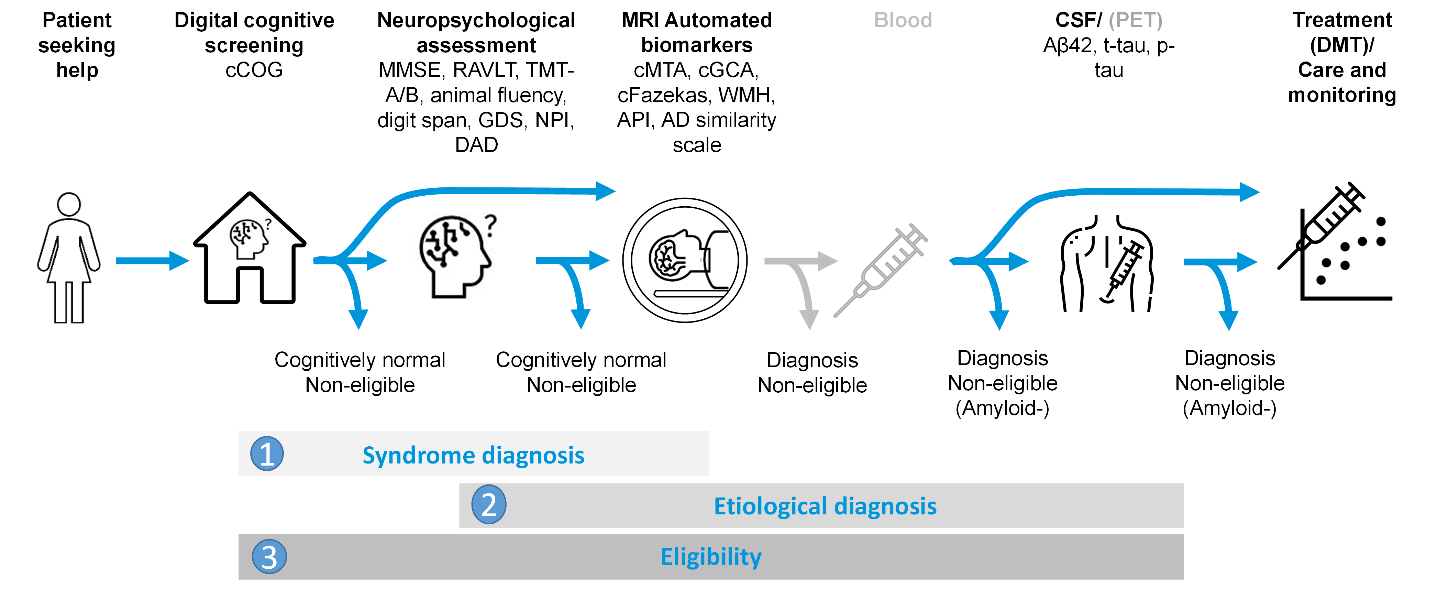 Patient
seeking
help
Digital cognitive
screening
cCOG
Neuropsychological
assessment
MMSE, RAVLT, TMT-
A/B, animal fluency,
digit span, GDS, NPI,
DAD
MRI Automated
biomarkers
cMTA, cGCA,
cFazekas, WMH,
API, AD similarity
scale
Blood
CSF/ (PET)
Aβ42, t-tau, p-
tau
Treatment
(DMT)/
Care and
monitoring
?
?
Cognitively normal
Non-eligible
Cognitively normal
Non-eligible
Diagnosis
Non-eligible
Diagnosis
Non-eligible
(Amyloid-)
Diagnosis
Non-eligible
(Amyloid-)
1 Syndrome diagnosis
2 Etiological diagnosis
3 Eligibility